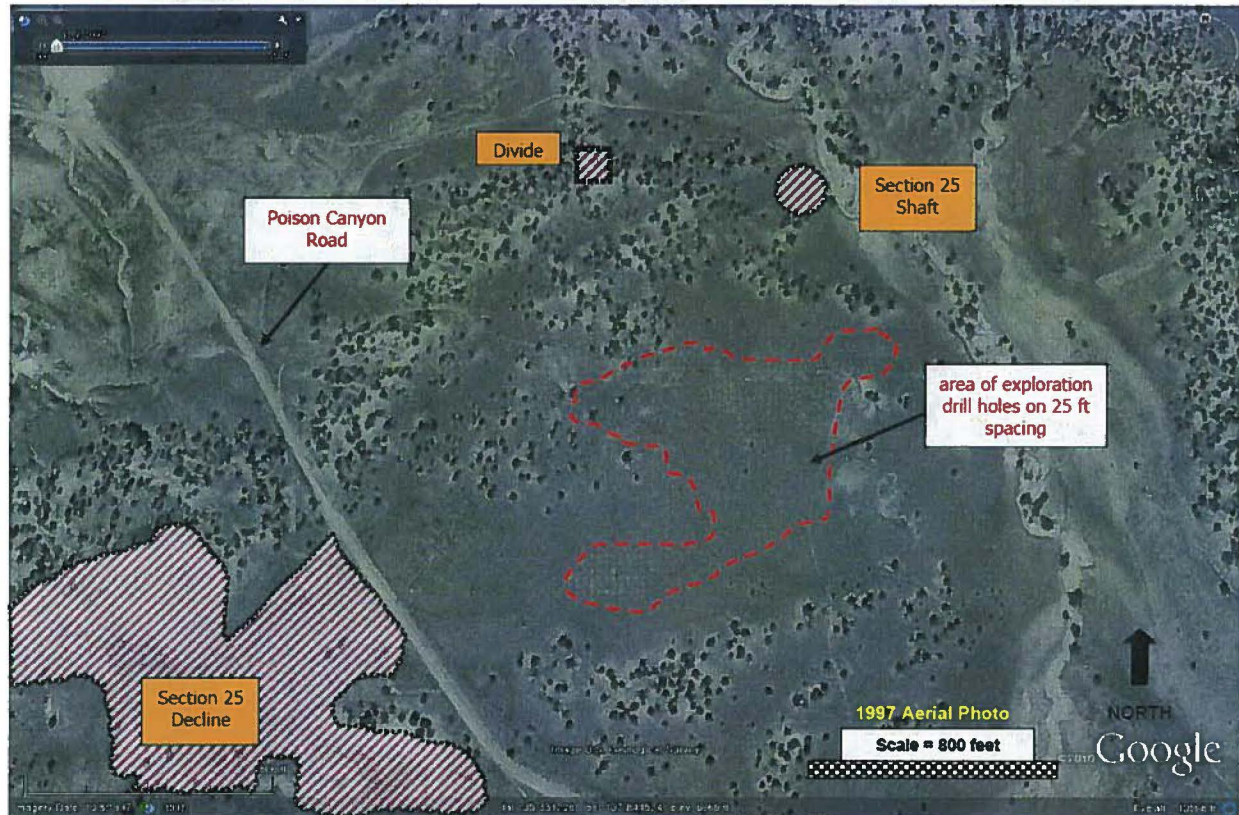 Divide
Section 25
Shaft
Poison Canyon
Road
area of exploration
drill holes on 25 ft
spacing
Section 25
Decline
1997 Aerial Photo
Scale = 800 feet
NORTH
Google